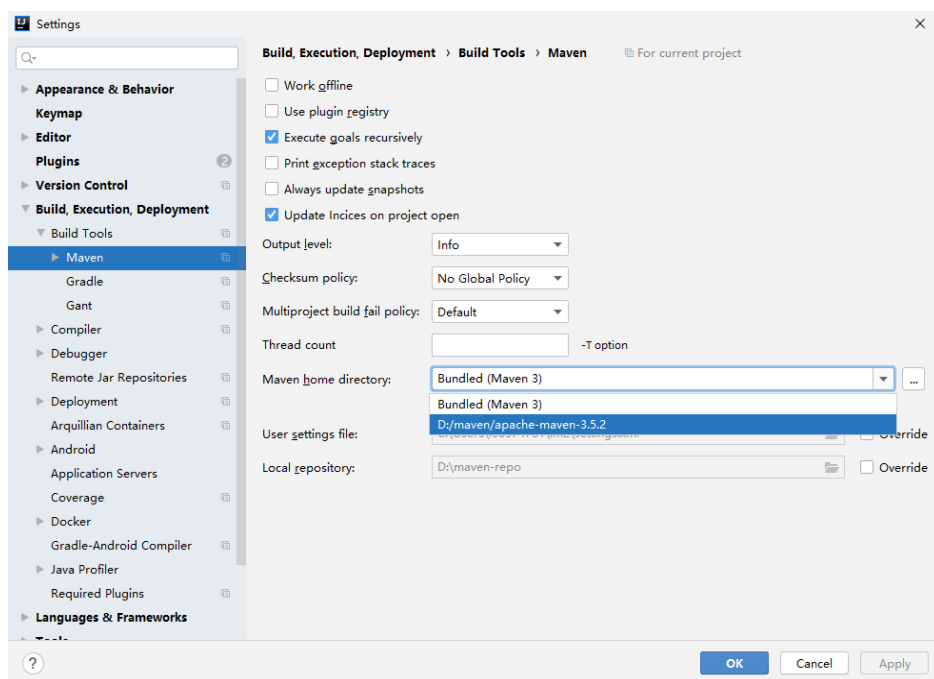 Settings
Build, Execution, Deployment › Build Tools › Maven For current project
Appearance & Behavior
Keymap
Editor
Plugins 2
Version Control
Build, Execution, Deployment
Build Tools
Maven
Gradle
Gant
Compiler
Debugger
Remote Jar Repositories
Deployment
Arquillian Containers
Android
Application Servers
Coverage
Docker
Gradle-Android Compiler
Java Profiler
Required Plugins
Languages & Frameworks
Work offline
Use plugin registry
Execute goals recursively
Print exception stack traces
Always update snapshots
Update Incices on project open
Output level: Info
Checksum policy: No Global Policy
Multiproject build fail policy: Default
Thread count -T option
Maven home directory: Bundled (Maven 3) ...
Bundled (Maven 3)
D:/maven/apache-maven-3.5.2
User settings file: Override
Local repository: D:\maven-repo Override
? OK Cancel Apply